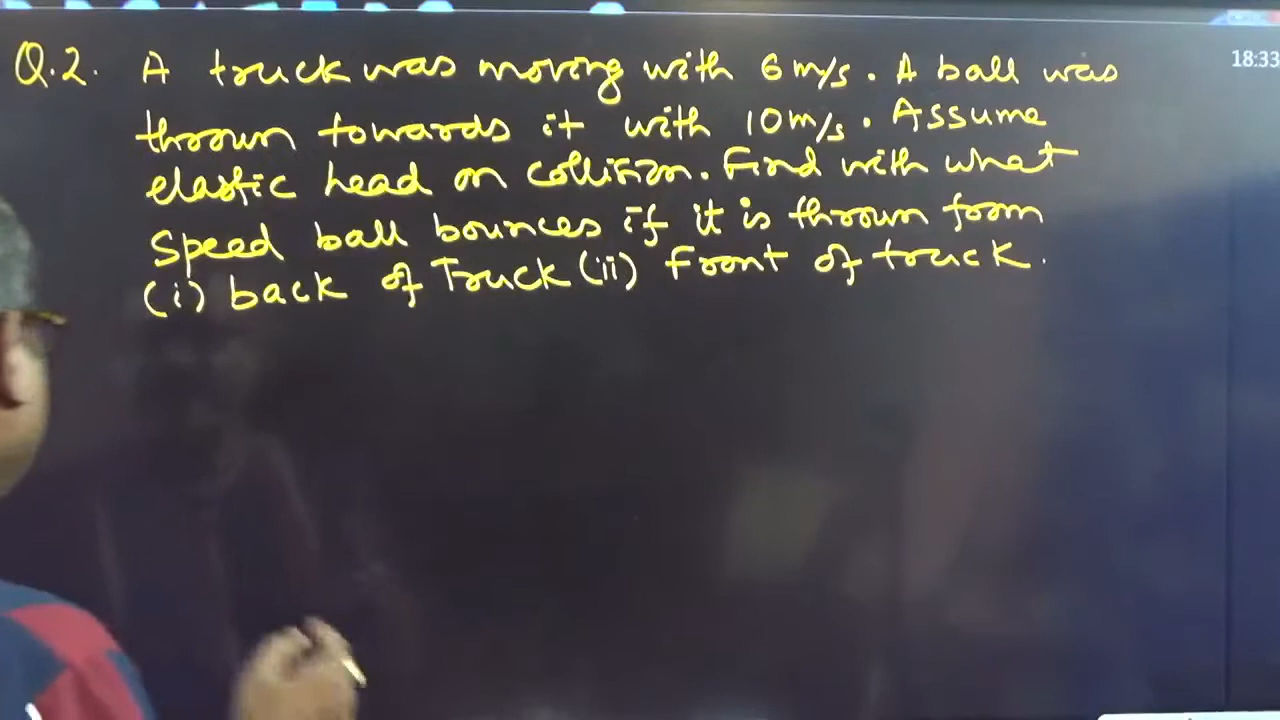 18:33
Q.2. A truck was moving with 6 m/s. A ball was
thrown towards it with 10 m/s. Assume
elastic head on collision. Find with what
speed ball bounces if it is thrown from
(i) back of Truck (ii) Front of truck.